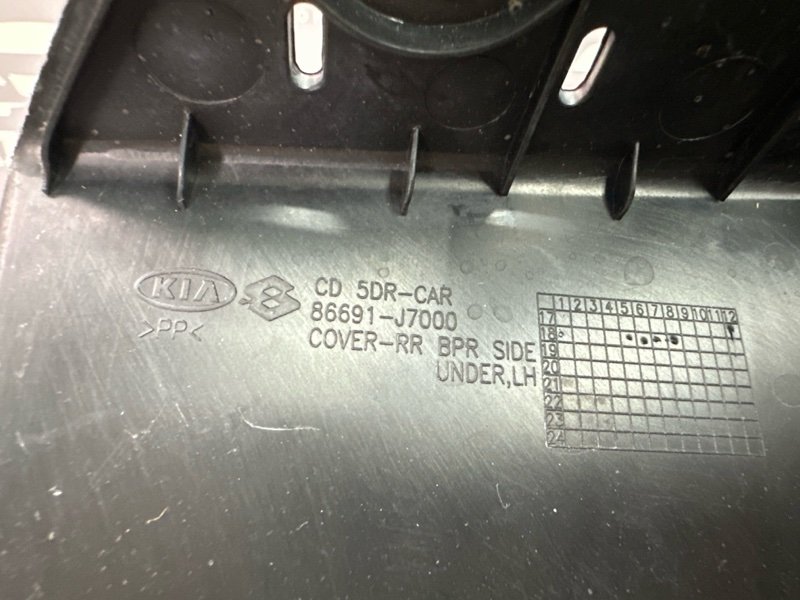 KIA
>PP<
CD 5DR-CAR
86691-J7000
COVER-RR BPR SIDE
UNDER,LH
1 2 3 4 5 6 7 8 9 10 11 12
17
18
19
20
21
22
23
24